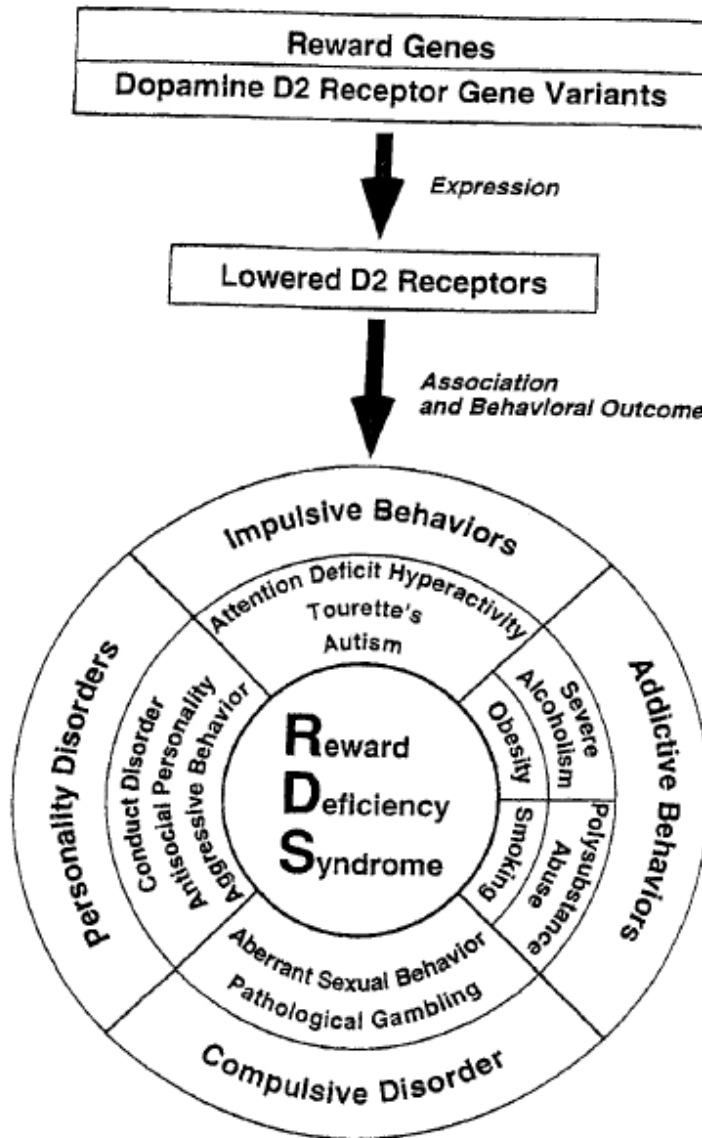 Reward Genes
Dopamine D2 Receptor Gene Variants
Expression
Lowered D2 Receptors
Association
and Behavioral Outcome
Impulsive Behaviors
Attention Deficit Hyperactivity
Tourette's
Autism
Personality Disorders
Conduct Disorder
Antisocial Personality
Aggressive Behavior
Reward
Deficiency
Syndrome
Obesity
Severe
Alcoholism
Smoking
Polysubstance
Abuse
Addictive Behaviors
Aberrant Sexual Behavior
Pathological Gambling
Compulsive Disorder